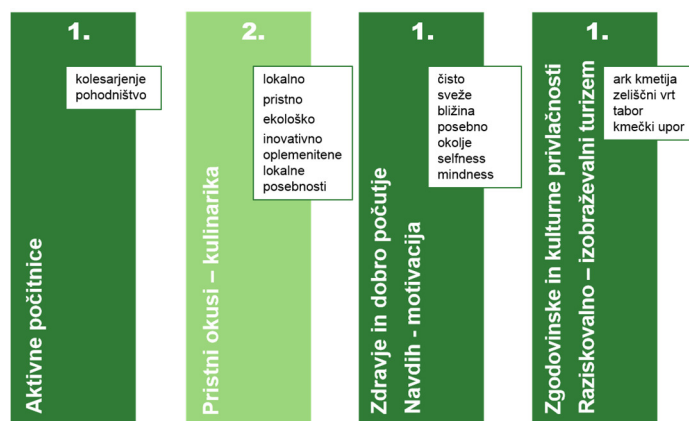 1.
kolesarjenje
pohodništvo
Aktivne počitnice
2.
lokalno
pristno
ekološko
inovativno
oplemenitene
lokalne
posebnosti
Pristni okusi – kulinarika
1.
čisto
sveže
bližina
posebno
okolje
selfness
mindness
Zdravje in dobro počutje
Navdih - motivacija
1.
ark kmetija
zeliščni vrt
tabor
kmečki upor
Zgodovinske in kulturne privlačnosti
Raziskovalno – izobraževalni turizem